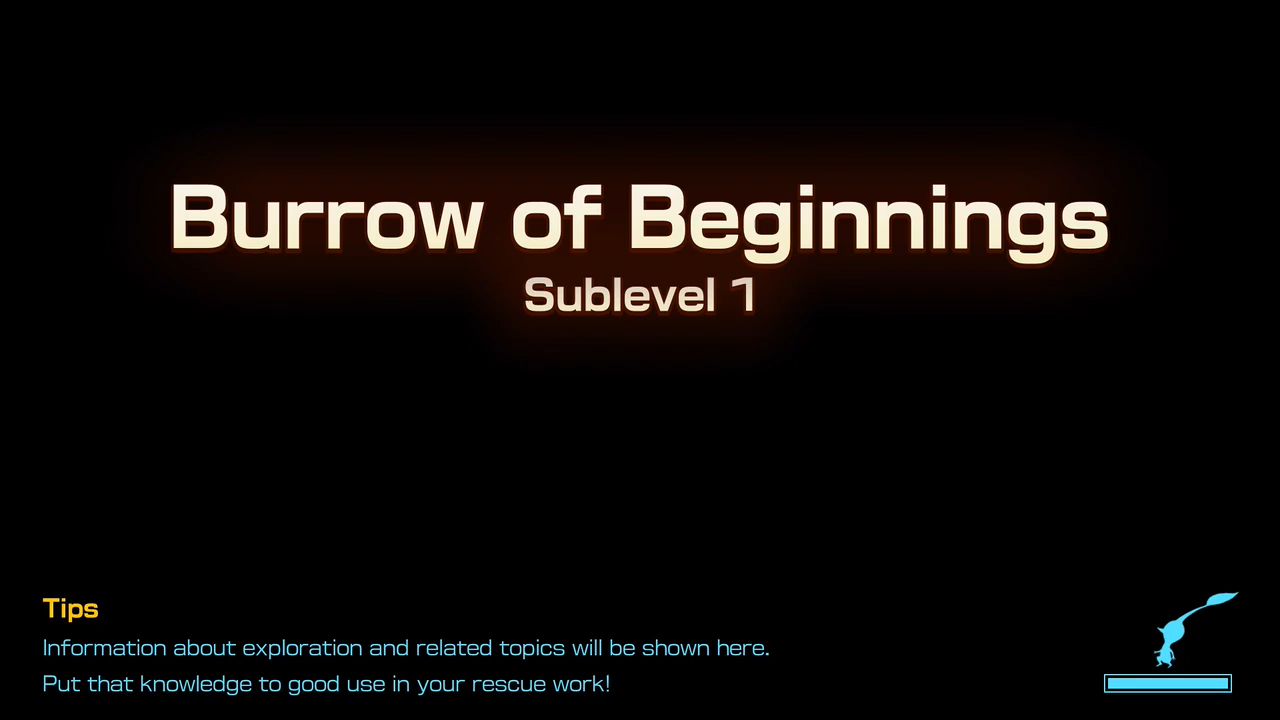 Burrow of Beginnings
Sublevel 1
Tips
Information about exploration and related topics will be shown here.
Put that knowledge to good use in your rescue work!